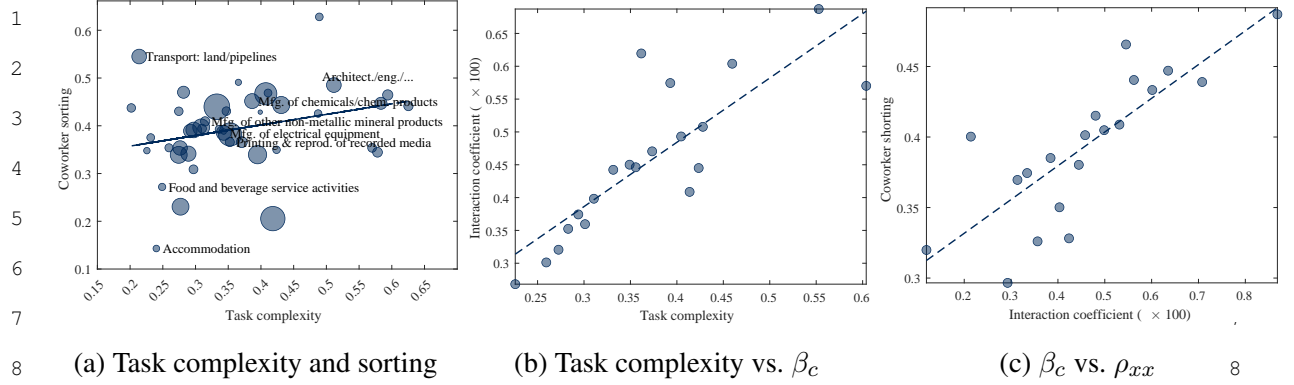 1
2
3
4
5
6
7
8
0.6
0.5
0.4
0.3
0.2
0.1
Coworker sorting
Transport: land/pipelines
Architect./eng./...
Mfg. of chemicals/chem. products
Mfg. of other non-metallic mineral products
Mfg. of electrical equipment
Printing & reprod. of recorded media
Food and beverage service activities
Accommodation
0.15 0.2 0.25 0.3 0.35 0.4 0.45 0.5 0.55 0.6 0.65
Task complexity
(a) Task complexity and sorting
0.65
0.6
0.55
0.5
0.45
0.4
0.35
0.3
Interaction coefficient ( × 100)
0.25 0.3 0.35 0.4 0.45 0.5 0.55 0.6
Task complexity
(b) Task complexity vs. βc
0.45
0.40
0.35
0.3
Coworker shorting
0.2 0.3 0.4 0.5 0.6 0.7 0.8
Interaction coefficient ( × 100)
,
(c) βc vs. ρxx
8